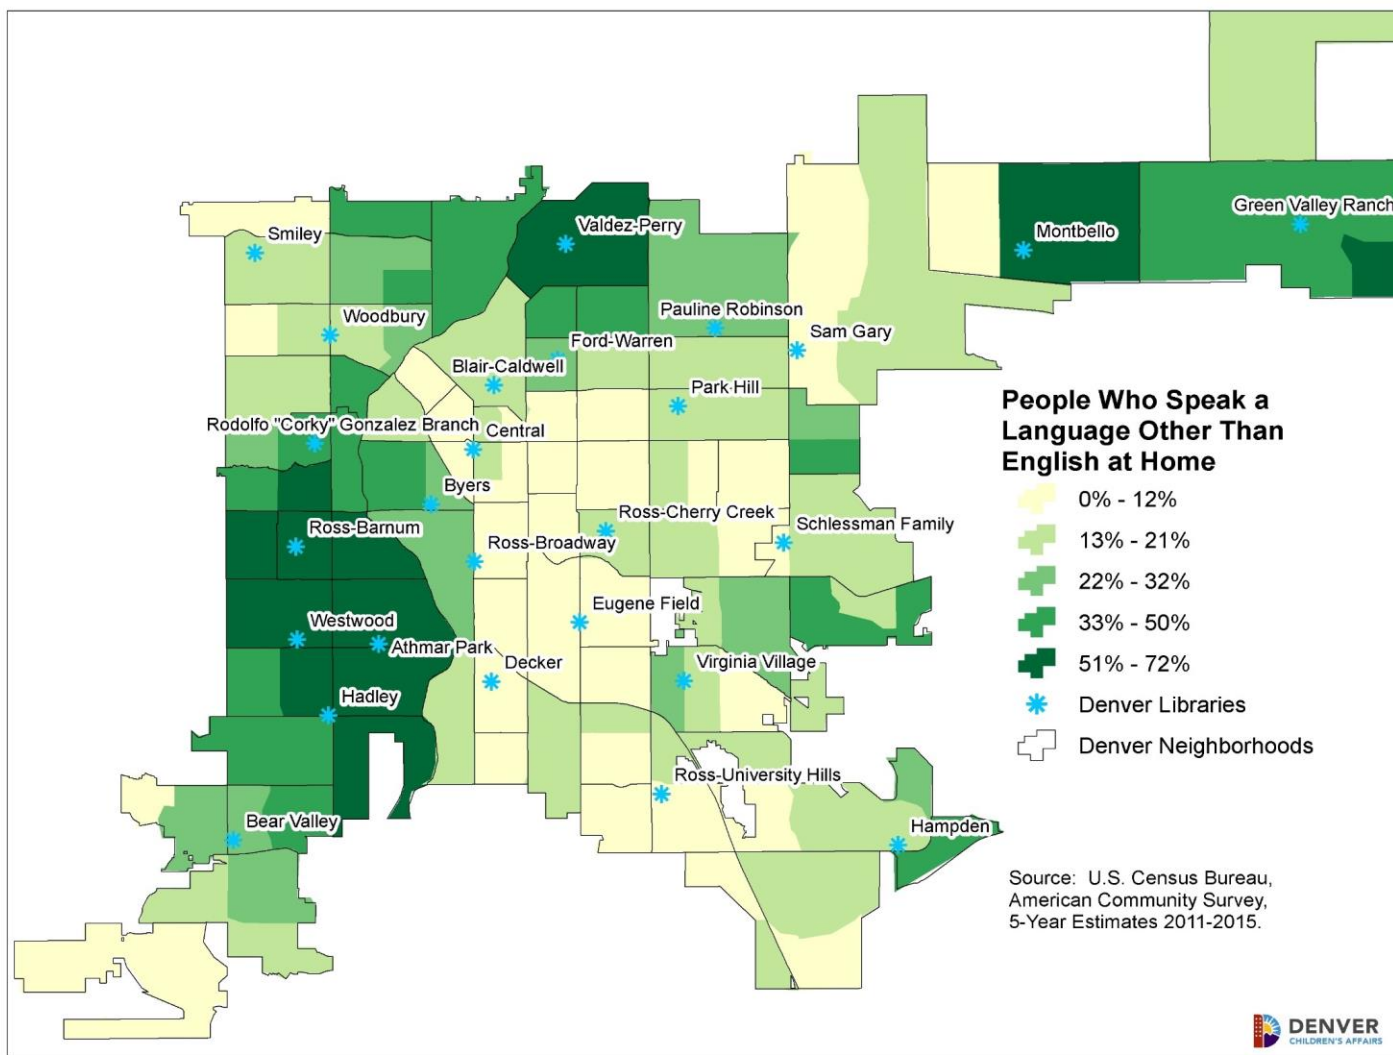 Green Valley Ranch
Valdez-Perry
Montbello
Smiley
Pauline Robinson
Woodbury
Sam Gary
Ford-Warren
Blair-Caldwell
Park Hill
Rodolfo "Corky" Gonzalez Branch
Central
Byers
Ross-Cherry Creek
Schlessman Family
Ross-Barnum
Ross-Broadway
Eugene Field
Westwood
Athmar Park
Virginia Village
Decker
Hadley
Ross-University Hills
Bear Valley
Hampden
People Who Speak a
Language Other Than
English at Home
0% - 12%
13% - 21%
22% - 32%
33% - 50%
51% - 72%
Denver Libraries
Denver Neighborhoods
Source: U.S. Census Bureau,
American Community Survey,
5-Year Estimates 2011-2015.
DENVER
CHILDREN'S AFFAIRS